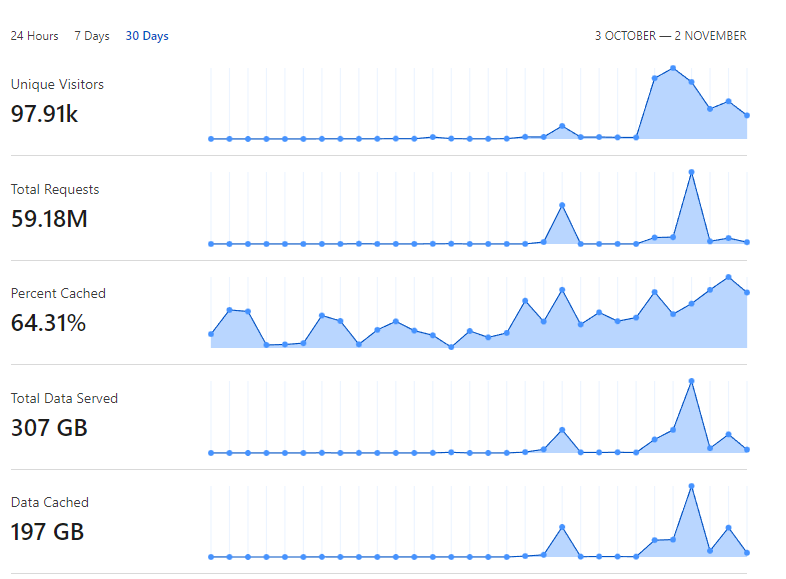 24 Hours 7 Days 30 Days 3 OCTOBER — 2 NOVEMBER
Unique Visitors
97.91k
Total Requests
59.18M
Percent Cached
64.31%
Total Data Served
307 GB
Data Cached
197 GB